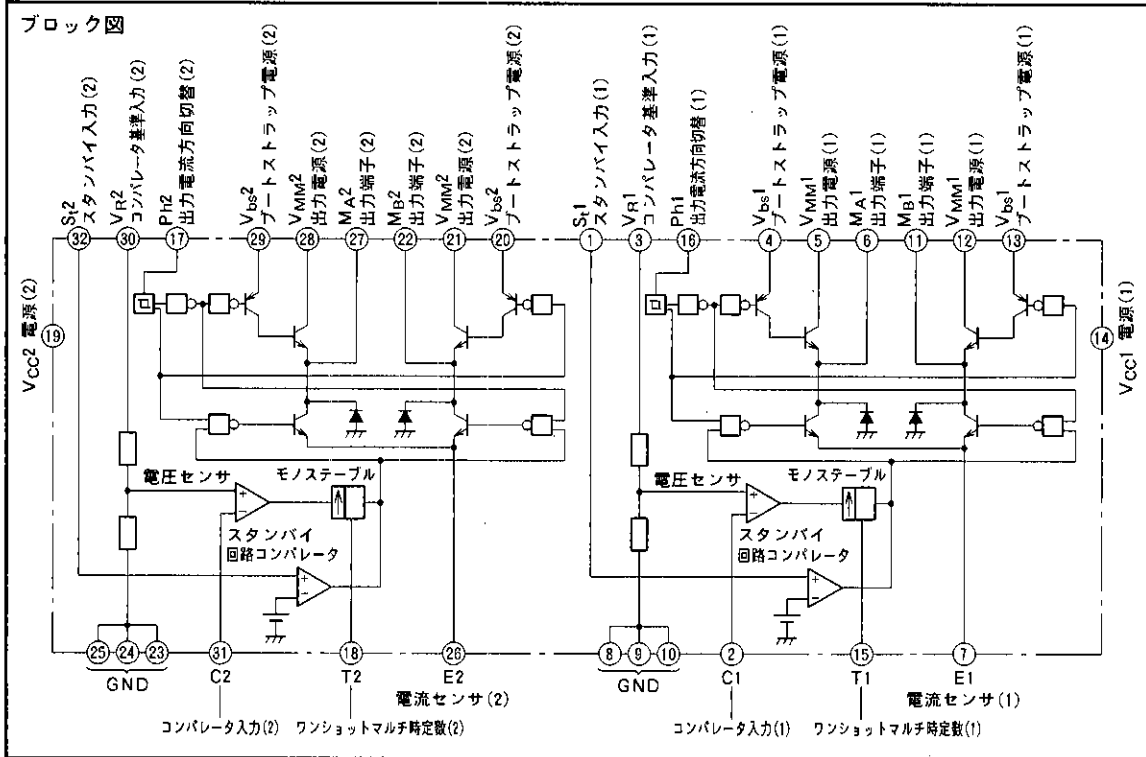 ブロック図
St2 スタンバイ入力(2)
VR2 コンパレータ基準入力(2)
Ph2 出力電流方向切替(2)
Vbs2 ブートストラップ電源(2)
VMM2 出力電源(2)
MA2 出力端子(2)
MB2 出力端子(2)
VMM2 出力電源(2)
Vbs2 ブートストラップ電源(2)
St1 スタンバイ入力(1)
VR1 コンパレータ基準入力(1)
Ph1 出力電流方向切替(1)
Vbs1 ブートストラップ電源(1)
VMM1 出力電源(1)
MA1 出力端子(1)
MB1 出力端子(1)
VMM1 出力電源(1)
Vbs1 ブートストラップ電源(1)
32 30 17 29 28 27 22 21 20 1 3 16 4 5 6 11 12 13
VCC2 電源(2)
19
14
VCC1 電源(1)
電圧センサ
モノステーブル
+
−
スタンバイ
回路コンパレータ
+
−
電圧センサ
モノステーブル
+
−
スタンバイ
回路コンパレータ
+
−
25 24 23 31 18 26 8 9 10 2 15 7
GND C2 T2 E2 GND C1 T1 E1
電流センサ(2)
電流センサ(1)
コンパレータ入力(2) ワンショットマルチ時定数(2)
コンパレータ入力(1) ワンショットマルチ時定数(1)